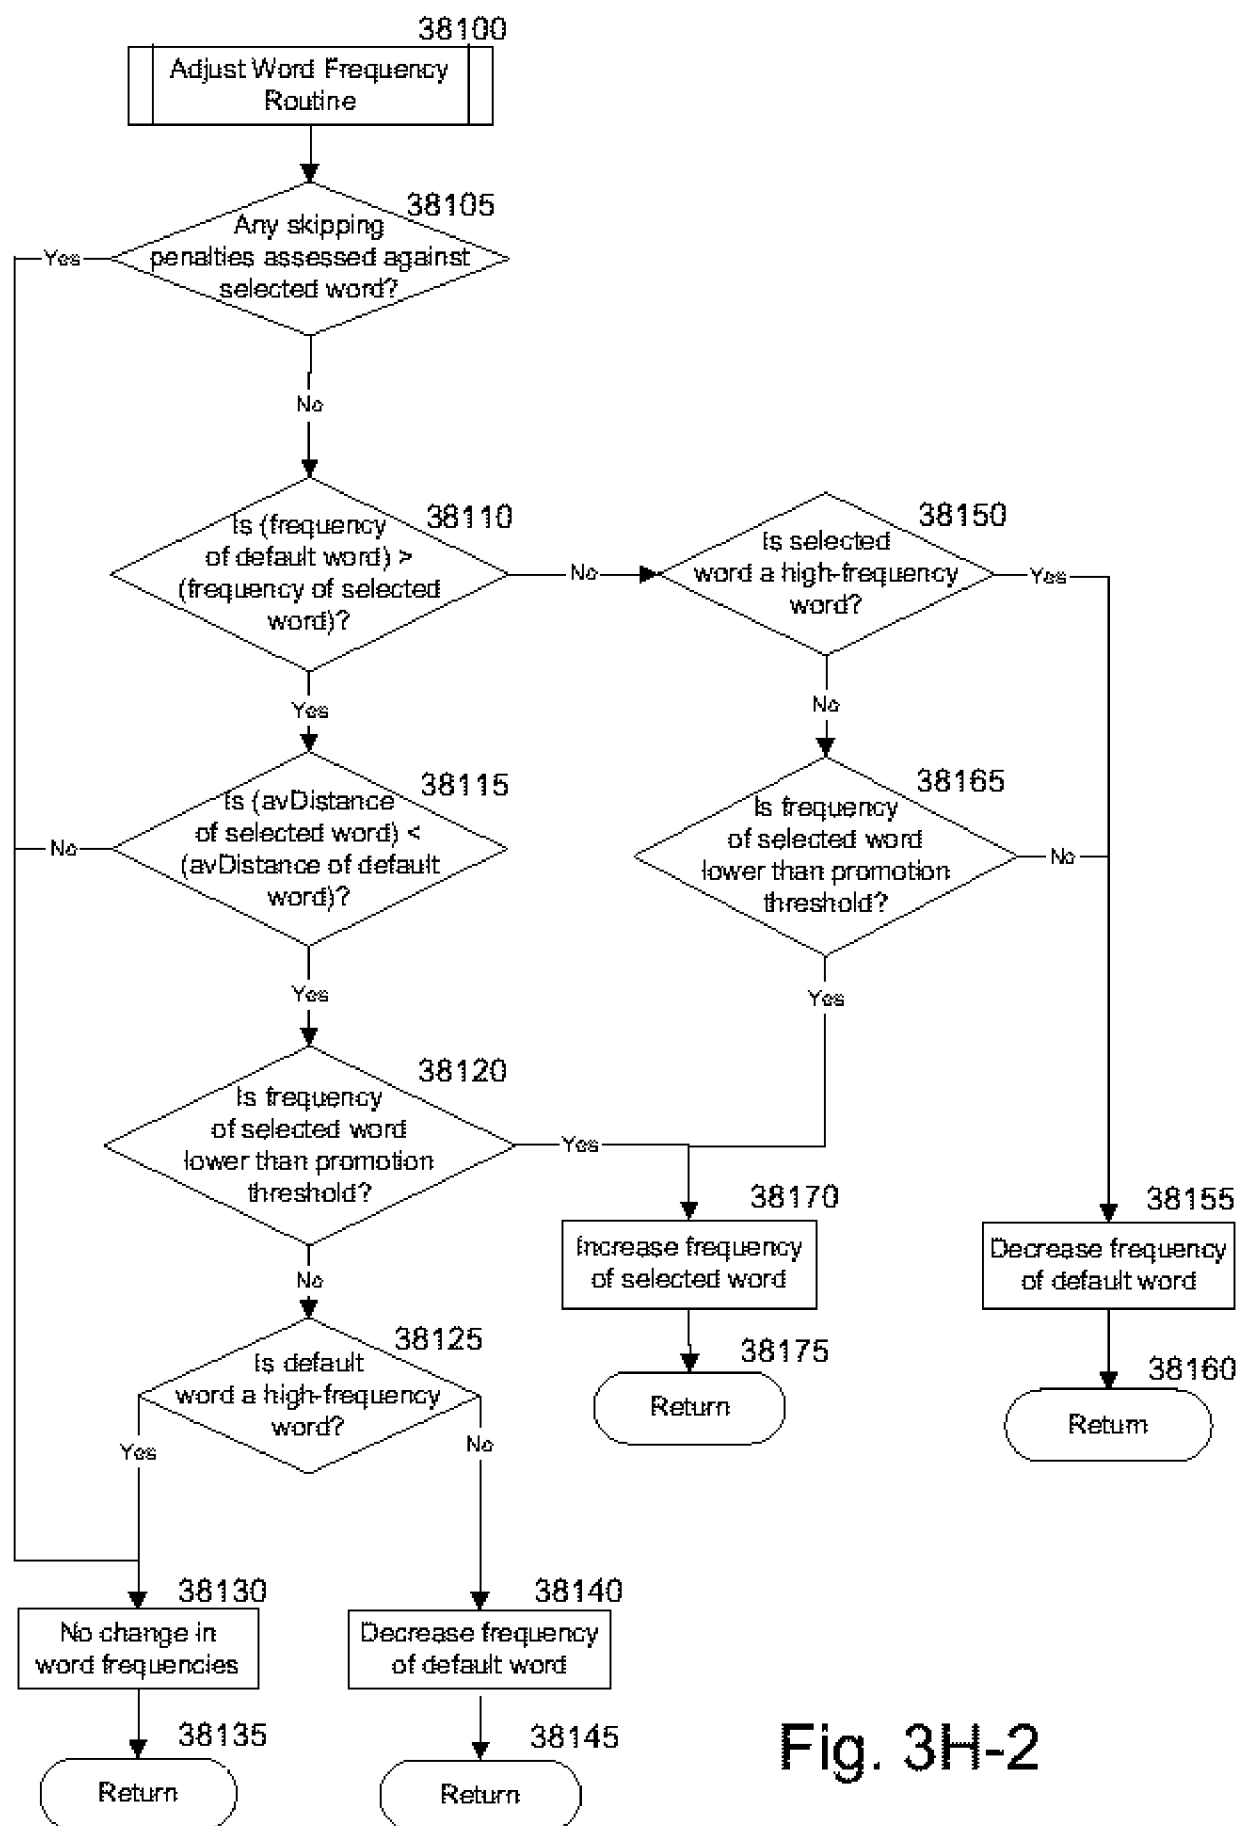 38100
Adjust Word Frequency
Routine
38105
Any skipping
penalties assessed against
selected word?
Yes
No
38110
Is (frequency
of default word) >
(frequency of selected
word)?
No
38150
Is selected
word a high-frequency
word?
Yes
Yes
No
38115
Is (avDistance
of selected word) <
(avDistance of default
word)?
No
38165
Is frequency
of selected word
lower than promotion
threshold?
No
Yes
Yes
38120
Is frequency
of selected word
lower than promotion
threshold?
Yes
38170
Increase frequency
of selected word
38155
Decrease frequency
of default word
No
38125
Is default
word a high-frequency
word?
38175
Return
38160
Return
Yes
No
38130
No change in
word frequencies
38140
Decrease frequency
of default word
38135
Return
38145
Return
Fig. 3H-2